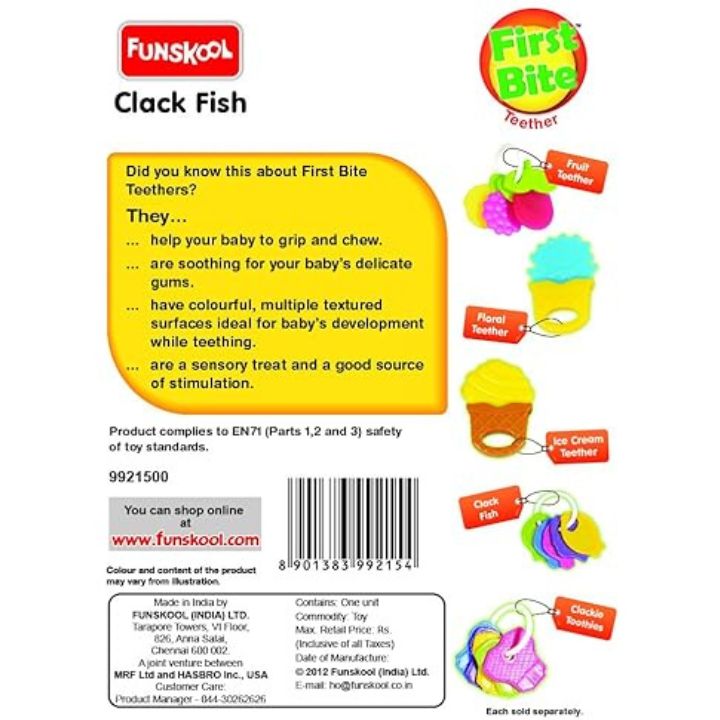 FUNSKOOL
Clack Fish
First
Bite
Teether
Did you know this about First Bite
Teethers?
They...
... help your baby to grip and chew.
... are soothing for your baby's delicate
gums.
... have colourful, multiple textured
surfaces ideal for baby's development
while teething.
... are a sensory treat and a good source
of stimulation.
Product complies to EN71 (Parts 1,2 and 3) safety
of toy standards.
9921500
You can shop online
at
www.funskool.com
Colour and content of the product
may vary from illustration.
8 901383 992154
Made in India by
FUNSKOOL (INDIA) LTD.
Tarapore Towers, VI Floor,
826, Anna Salai,
Chennai 600 002.
A joint venture between
MRF Ltd and HASBRO Inc., USA
Customer Care:
Product Manager - 044-30262626
Contains: One unit
Commodity: Toy
Max. Retail Price: Rs.
(Inclusive of all Taxes)
Date of Manufacture:
© 2012 Funskool (India) Ltd.
E-mail: ho@funskool.co.in
Fruit
Teether
Floral
Teether
Ice Cream
Teether
Clack
Fish
Clackie
Toothies
Each sold separately.